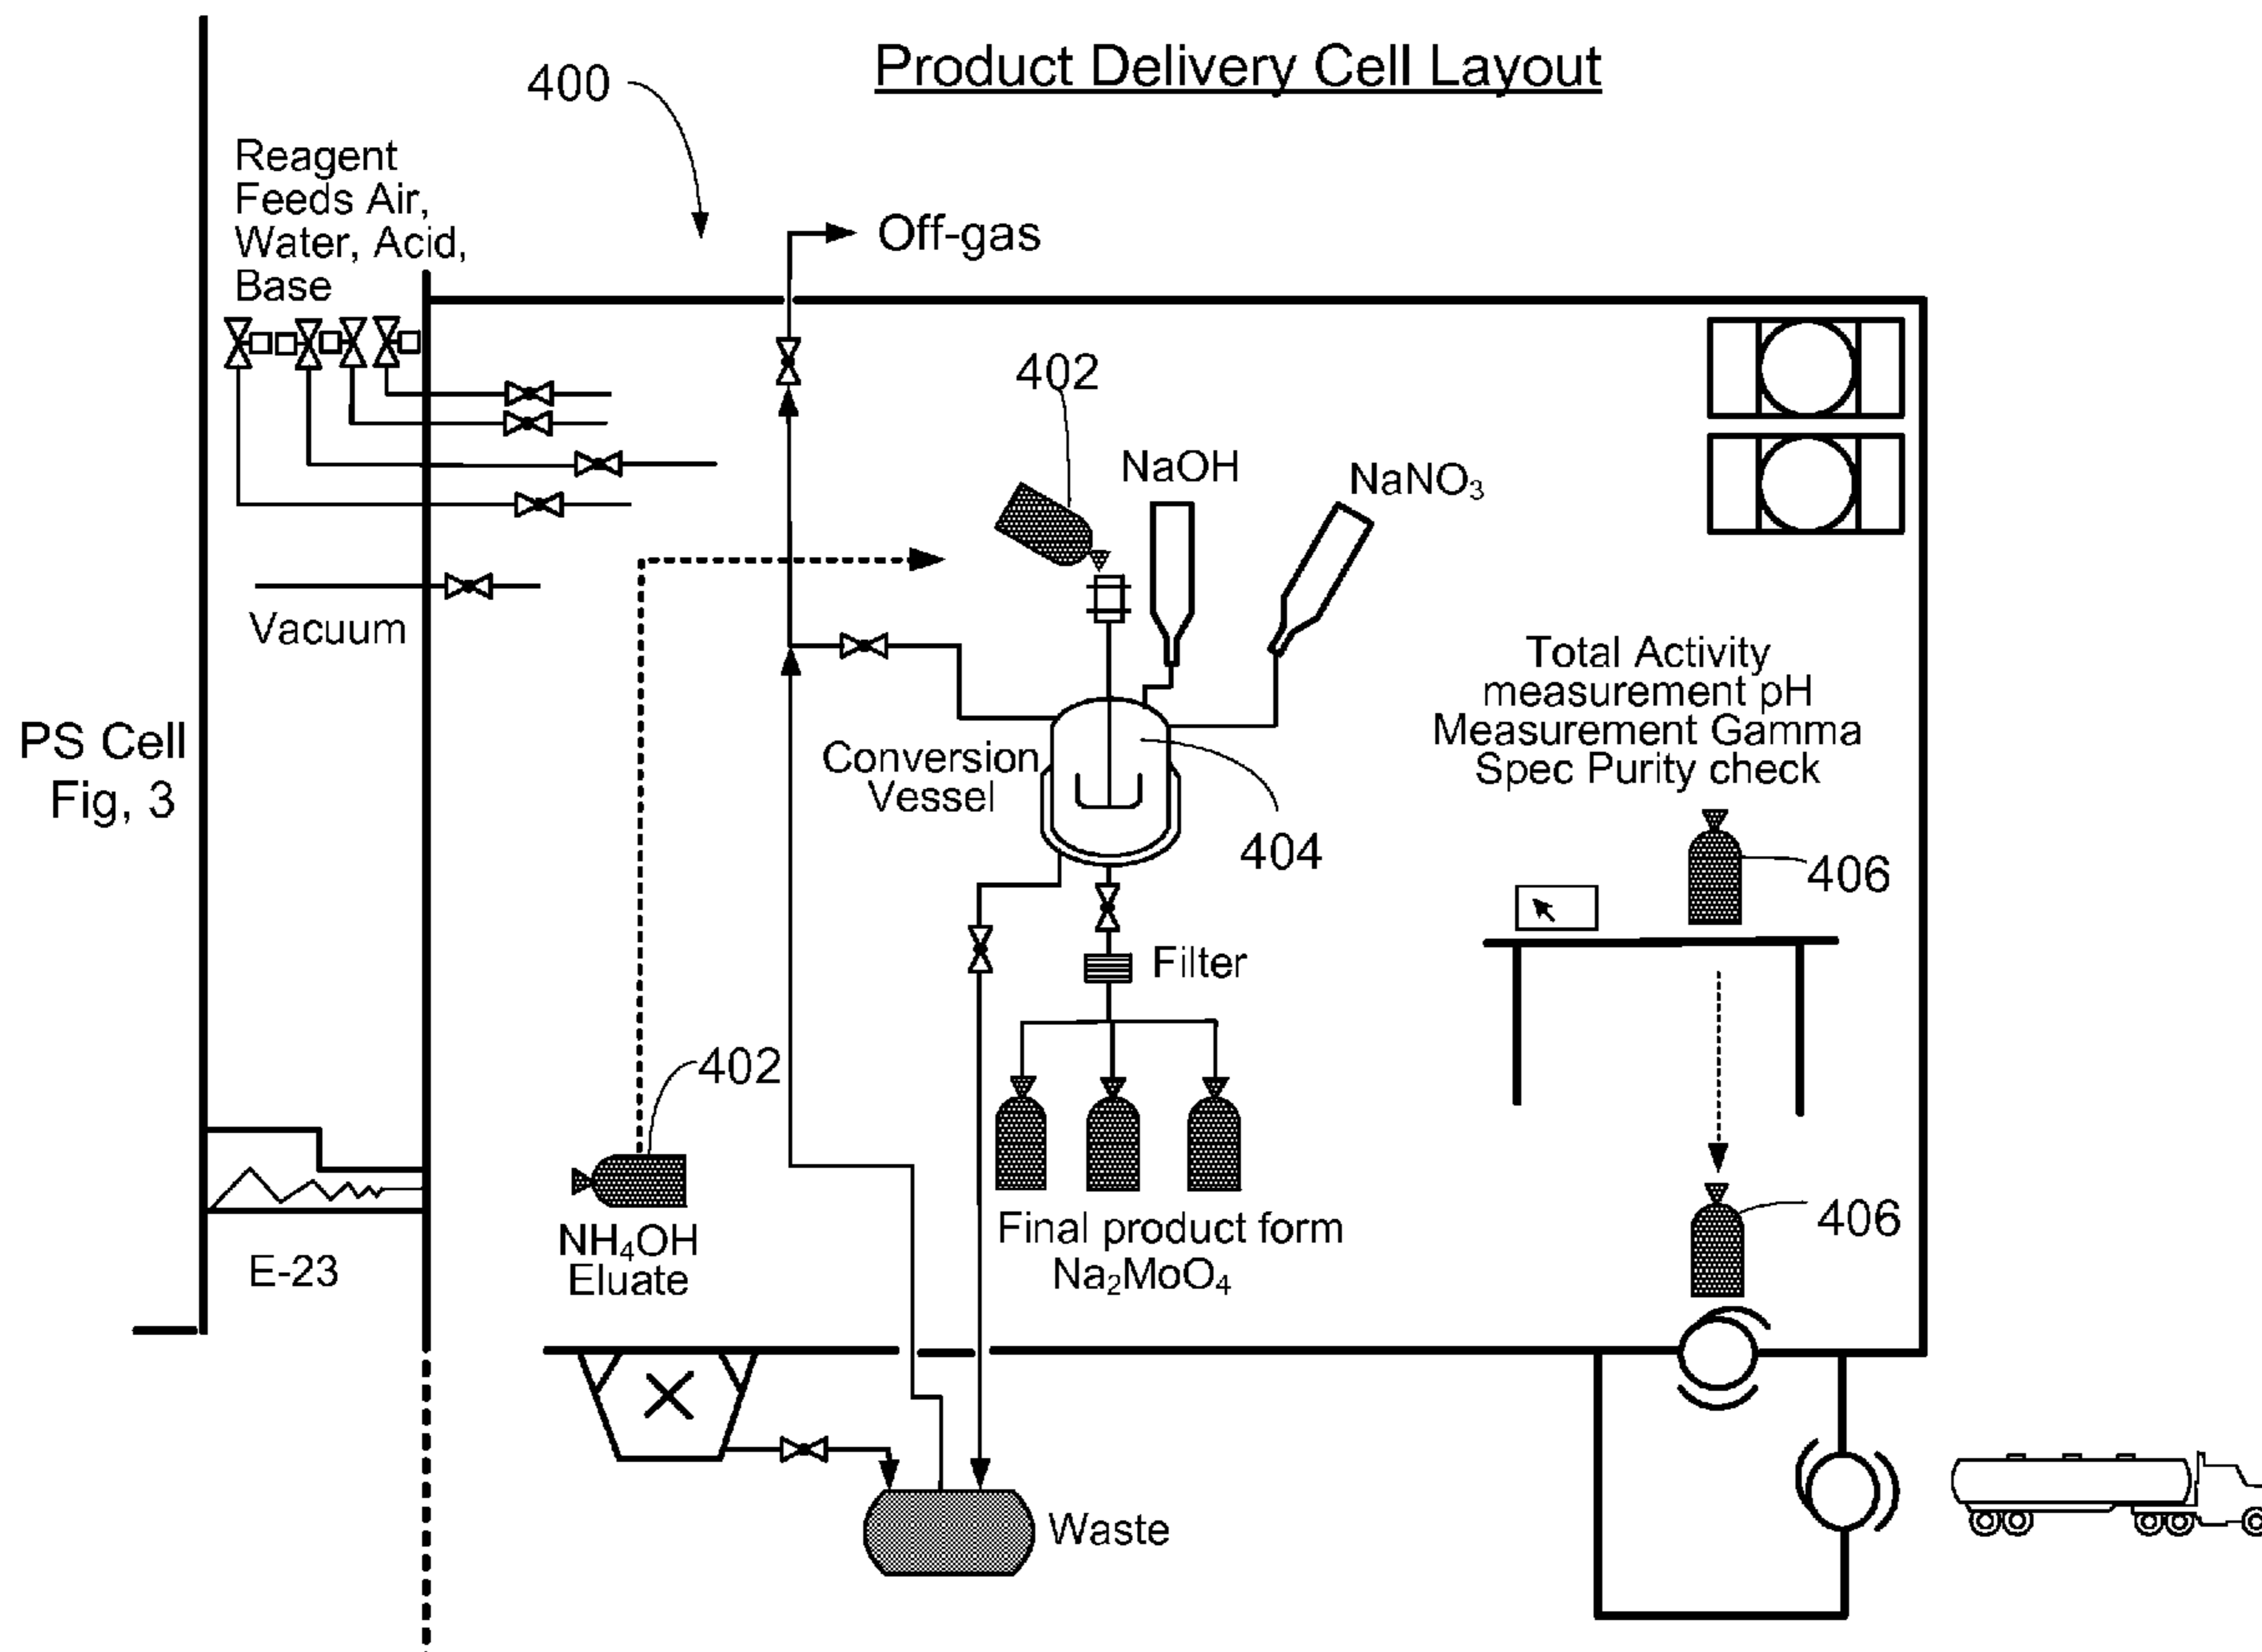 Product Delivery Cell Layout
400
Reagent
Feeds Air,
Water, Acid,
Base
Off-gas
402
NaOH
NaNO₃
Vacuum
Total Activity
measurement pH
Measurement Gamma
Spec Purity check
PS Cell
Fig, 3
Conversion
Vessel
404
406
Filter
402
406
NH₄OH
Eluate
Final product form
Na₂MoO₄
E-23
Waste